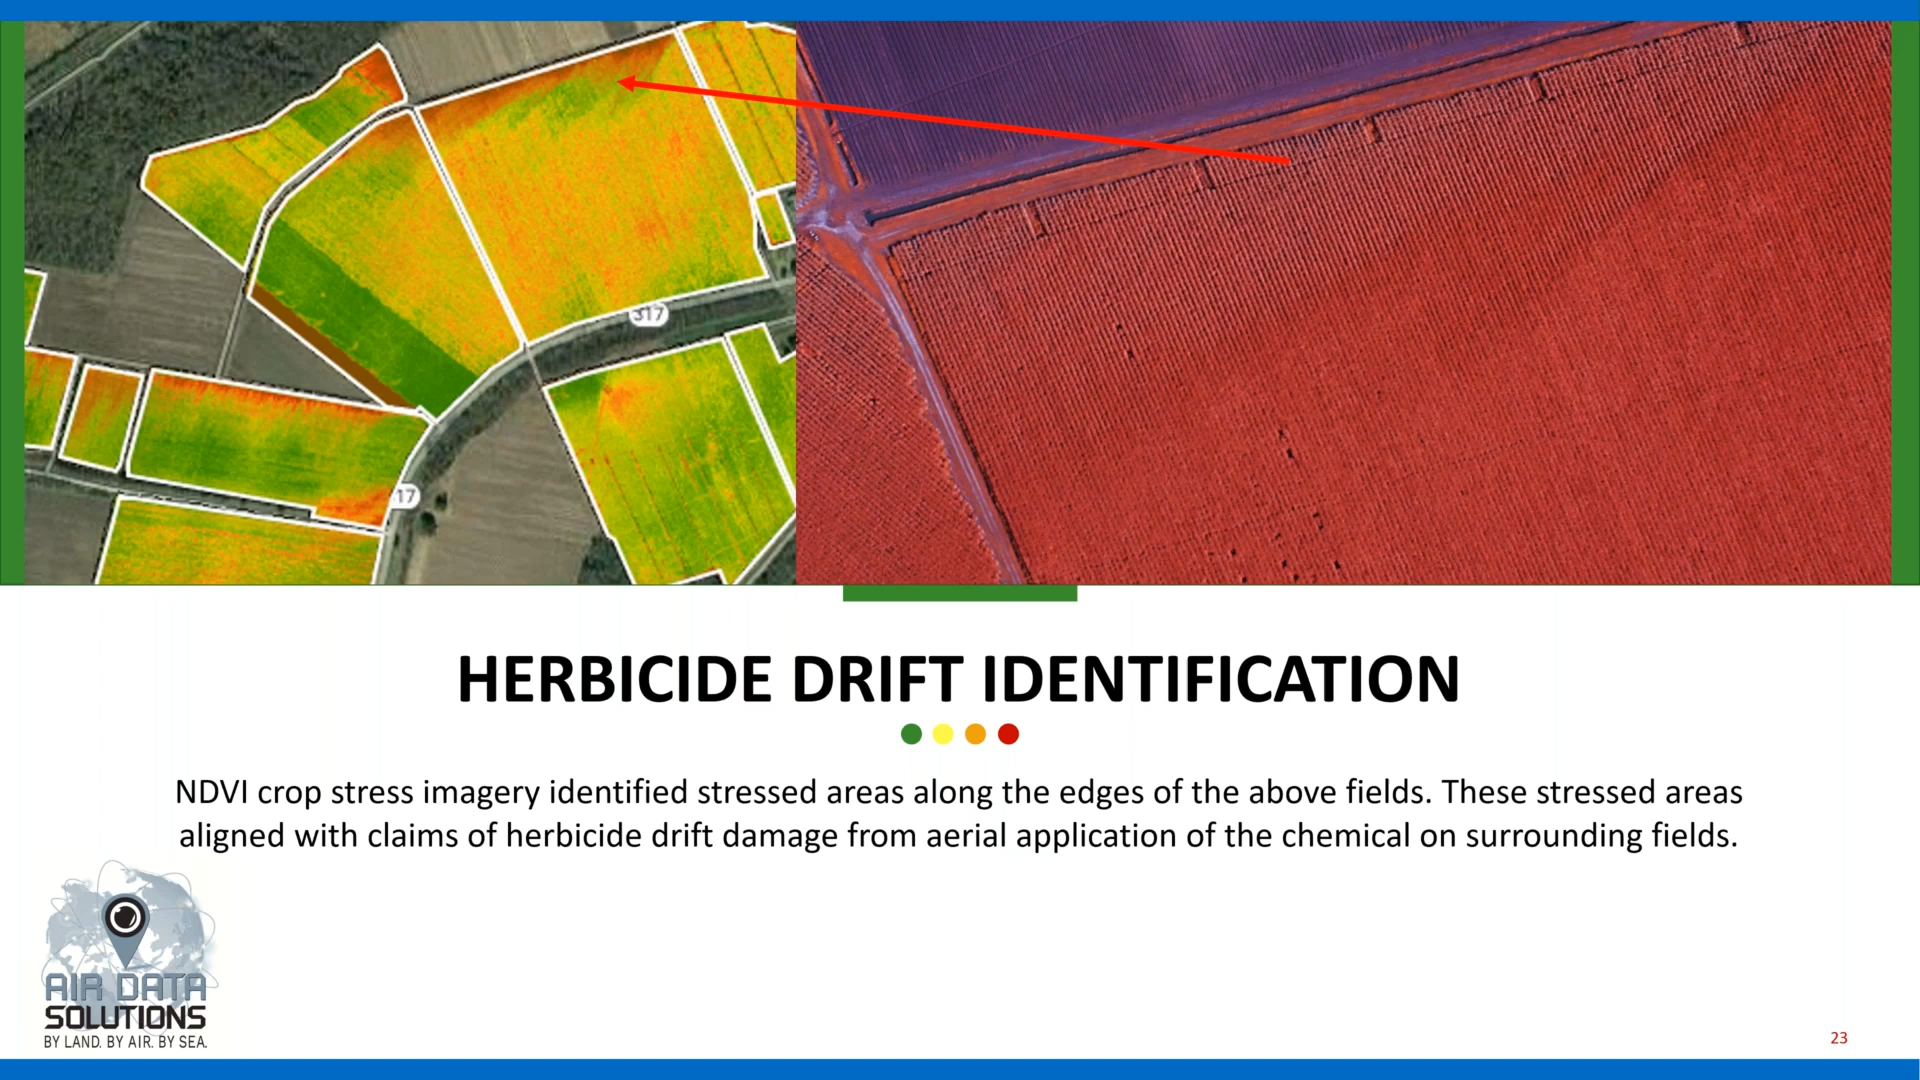 317
17
HERBICIDE DRIFT IDENTIFICATION
NDVI crop stress imagery identified stressed areas along the edges of the above fields. These stressed areas
aligned with claims of herbicide drift damage from aerial application of the chemical on surrounding fields.
AIR DATA
SOLUTIONS
BY LAND. BY AIR. BY SEA.
23